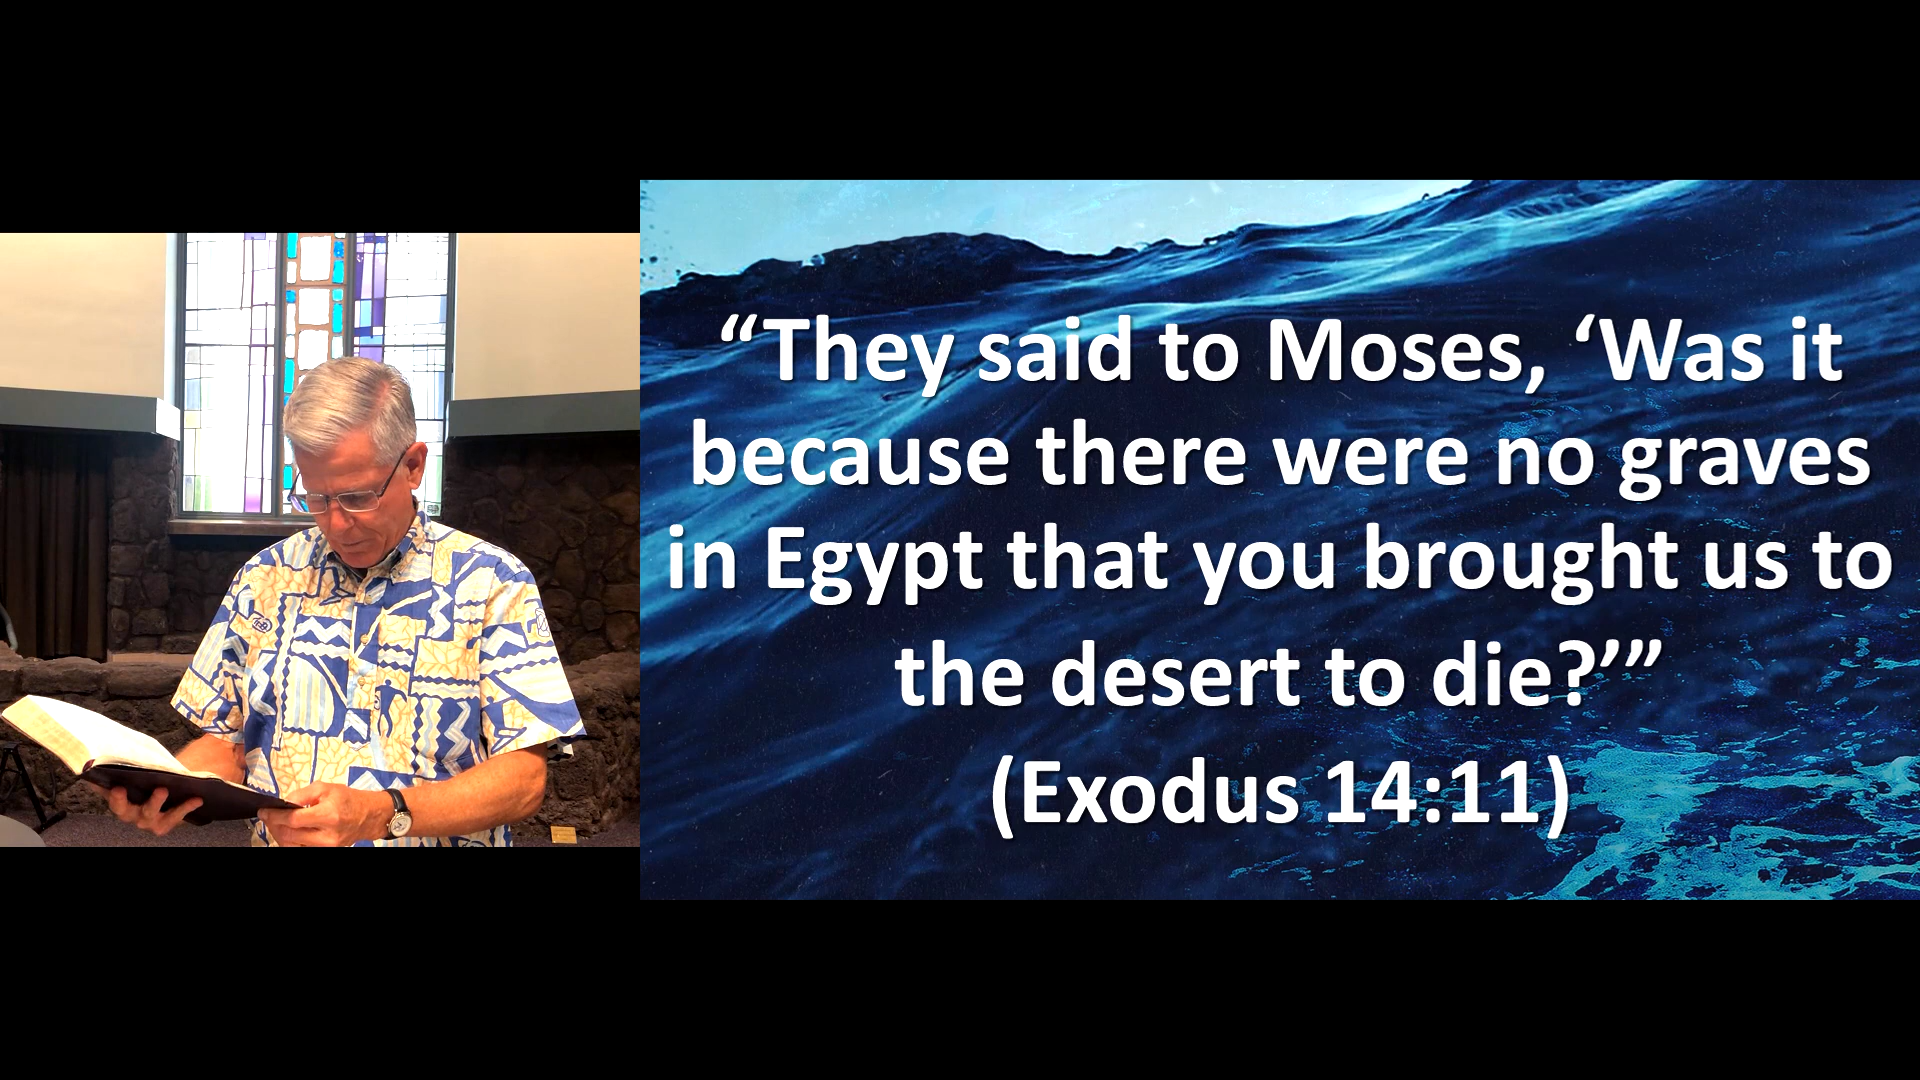 “They said to Moses, ‘Was it
because there were no graves
in Egypt that you brought us to
the desert to die?’”
(Exodus 14:11)